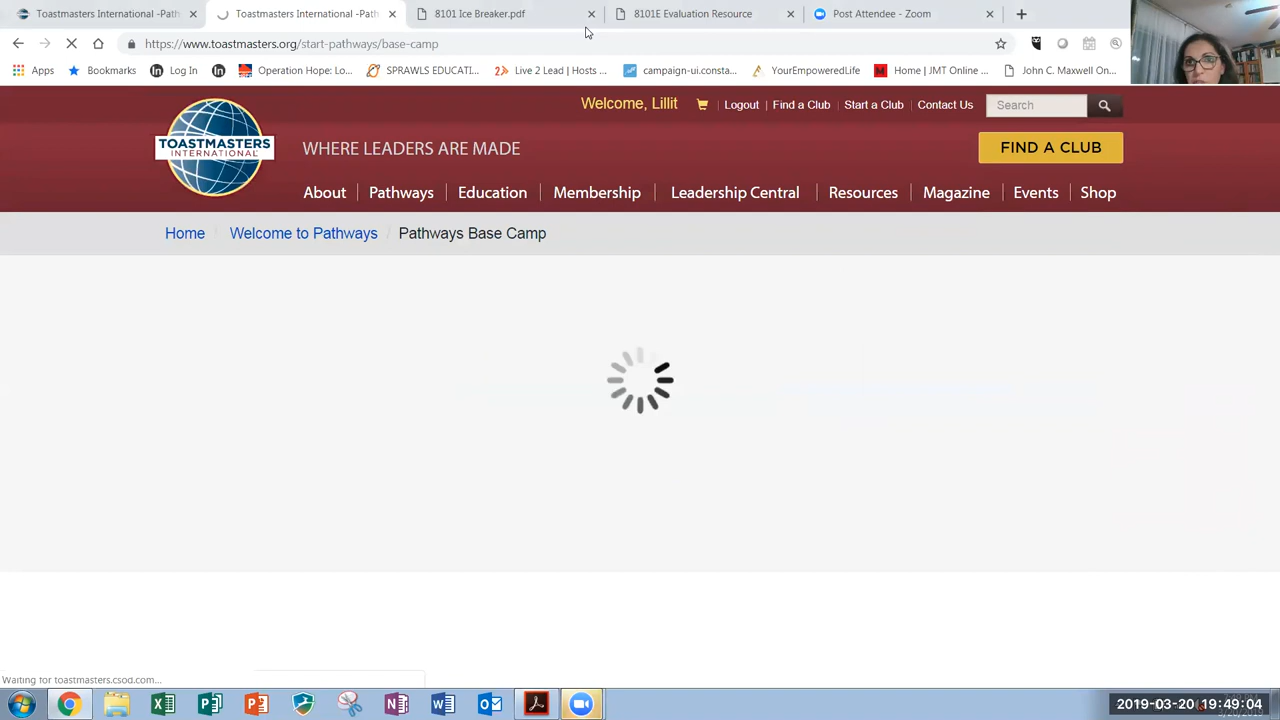 Toastmasters International -Path
Toastmasters International -Pat
8101 Ice Breaker.pdf
8101E Evaluation Resource
Post Attendee - Zoom
https://www.toastmasters.org/start-pathways/base-camp
Apps
Bookmarks
Log In
Operation Hope: Lo...
SPRAWLS EDUCATI...
Live 2 Lead | Hosts ...
campaign-ui.consta...
YourEmpoweredLife
Home | JMT Online ...
John C. Maxwell On...
Welcome, Lillit
Logout
Find a Club
Start a Club
Contact Us
Search
TOASTMASTERS
INTERNATIONAL
WHERE LEADERS ARE MADE
FIND A CLUB
About
Pathways
Education
Membership
Leadership Central
Resources
Magazine
Events
Shop
Home
Welcome to Pathways
Pathways Base Camp
Waiting for toastmasters.csod.com...
2019-03-20 19:49:04